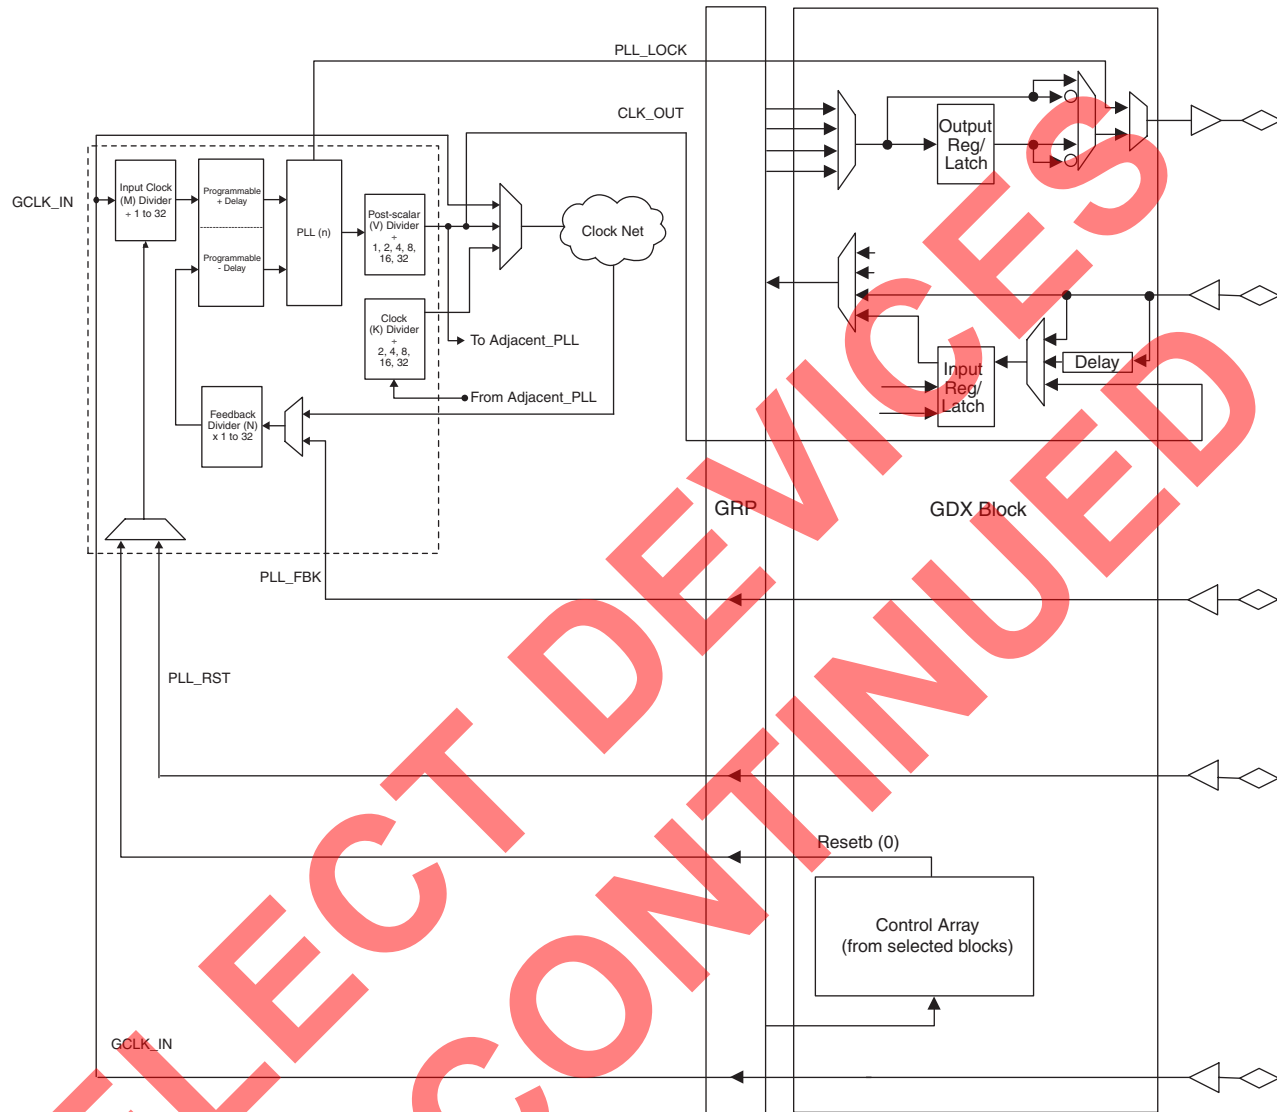 PLL_LOCK
CLK_OUT
GCLK_IN
Input Clock
(M) Divider
÷ 1 to 32
Programmable
+ Delay
Programmable
- Delay
PLL (n)
Post-scalar
(V) Divider
÷
1, 2, 4, 8,
16, 32
Clock Net
Clock
(K) Divider
÷
2, 4, 8,
16, 32
To Adjacent_PLL
From Adjacent_PLL
Feedback
Divider (N)
x 1 to 32
Output
Reg/
Latch
Input
Reg/
Latch
Delay
GRP
GDX Block
PLL_FBK
PLL_RST
Resetb (0)
Control Array
(from selected blocks)
GCLK_IN
ELECT DEVICES
CONTINUED